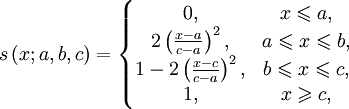 s(x; a, b, c) = { 0, x ⩽ a,
2 ((x−a)/(c−a))², a ⩽ x ⩽ b,
1 − 2 ((x−c)/(c−a))², b ⩽ x ⩽ c,
1, x ⩾ c,